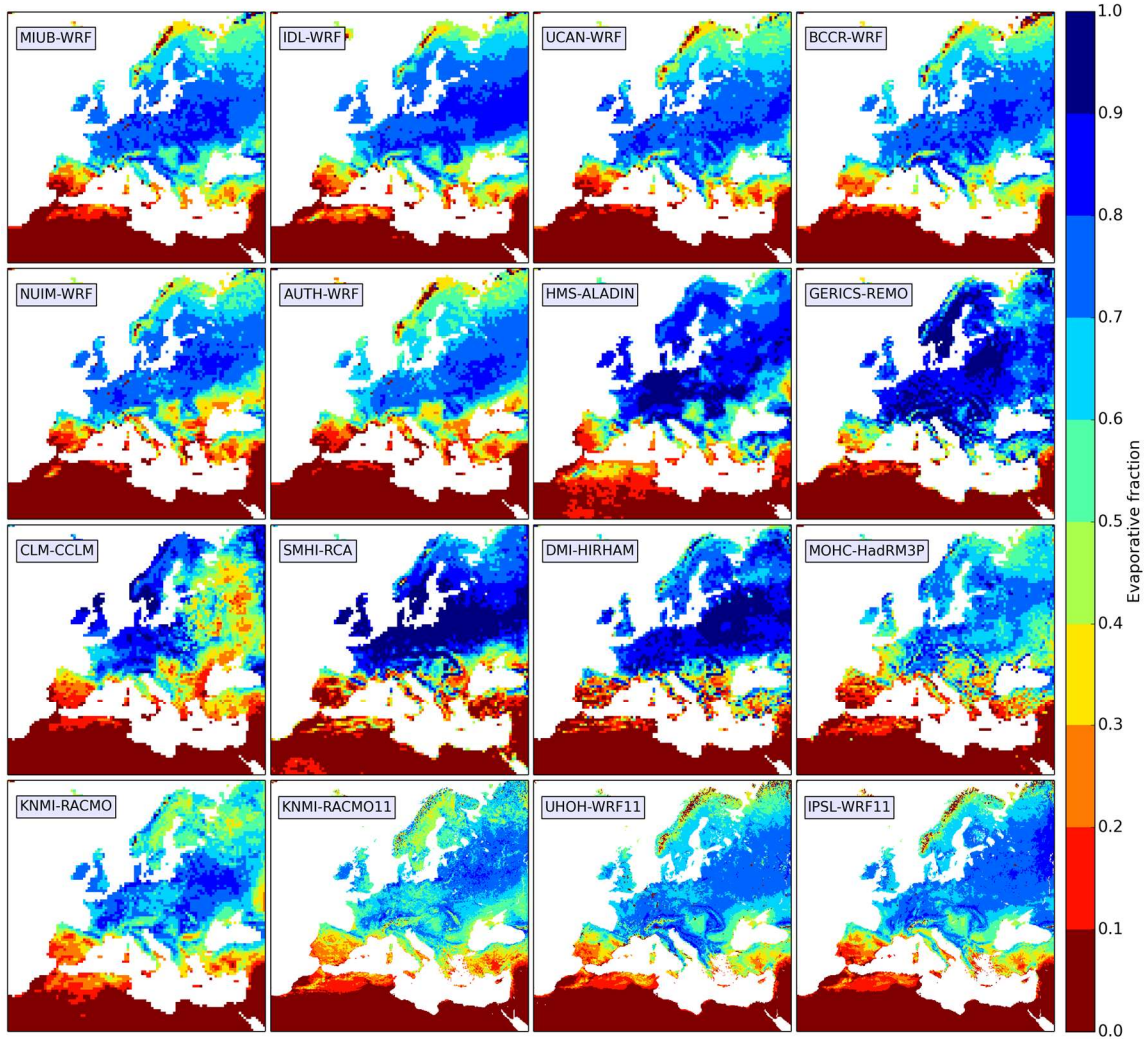 MIUB-WRF
IDL-WRF
UCAN-WRF
BCCR-WRF
NUIM-WRF
AUTH-WRF
HMS-ALADIN
GERICS-REMO
CLM-CCLM
SMHI-RCA
DMI-HIRHAM
MOHC-HadRM3P
KNMI-RACMO
KNMI-RACMO11
UHOH-WRF11
IPSL-WRF11
1.0
0.9
0.8
0.7
0.6
0.5
0.4
0.3
0.2
0.1
0.0
Evaporative fraction